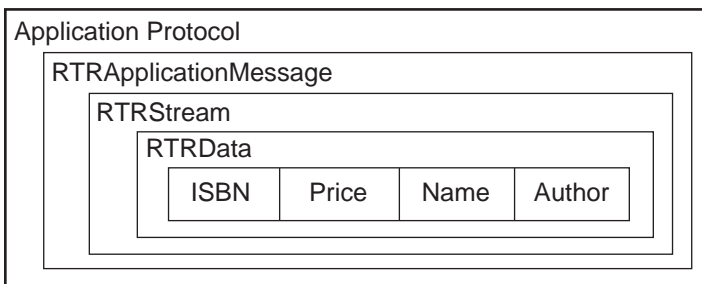 Application Protocol
RTRApplicationMessage
RTRStream
RTRData
ISBN Price Name Author